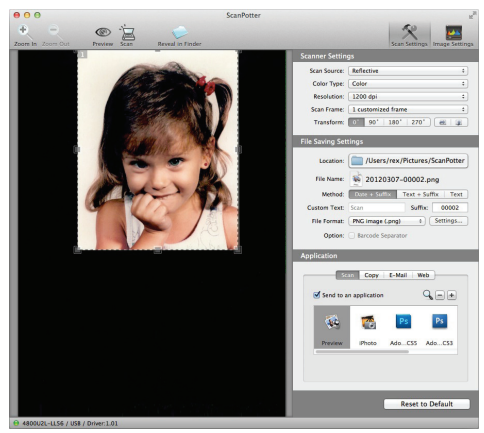 ScanPotter
Zoom In Zoom Out Preview Scan Reveal in Finder Scan Settings Image Settings
1
Scanner Settings
Scan Source: Reflective
Color Type: Color
Resolution: 1200 dpi
Scan Frame: 1 customized frame
Transform: 0° 90° 180° 270°
File Saving Settings
Location: /Users/rex/Pictures/ScanPotter
File Name: 20120307-00002.png
Method: Date + Suffix Text + Suffix Text
Custom Text: Scan Suffix: 00002
File Format: PNG image (.png) Settings...
Option: Barcode Separator
Application
Scan Copy E-Mail Web
Send to an application
Ps Ps
Preview iPhoto Ado...CS5 Ado...CS3
Reset to Default
4800U2L-LL56 / USB / Driver:1.01